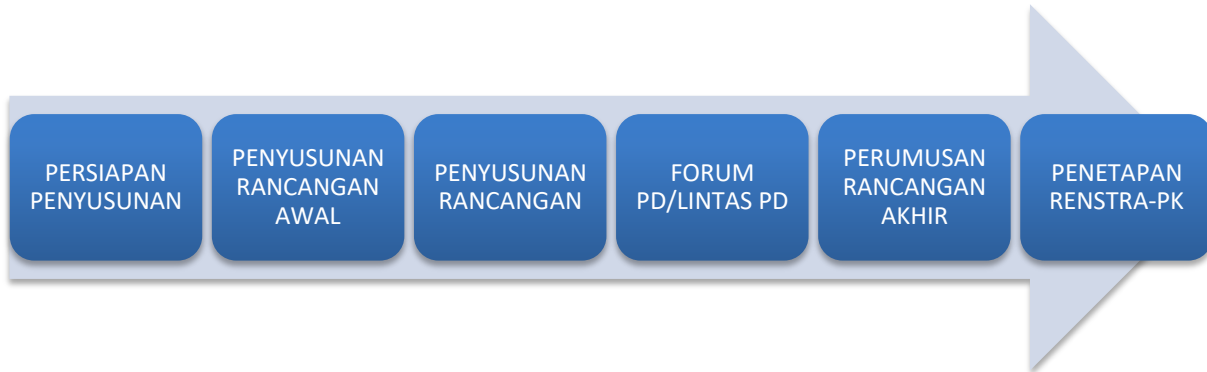 PERSIAPAN
PENYUSUNAN
PENYUSUNAN
RANCANGAN
AWAL
PENYUSUNAN
RANCANGAN
FORUM
PD/LINTAS PD
PERUMUSAN
RANCANGAN
AKHIR
PENETAPAN
RENSTRA-PK